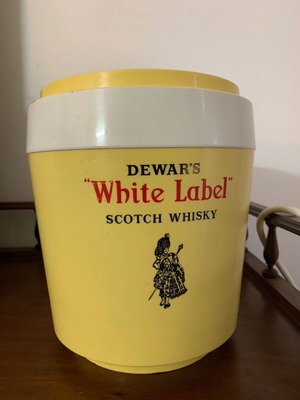 DEWAR'S
"White Label"
SCOTCH WHISKY